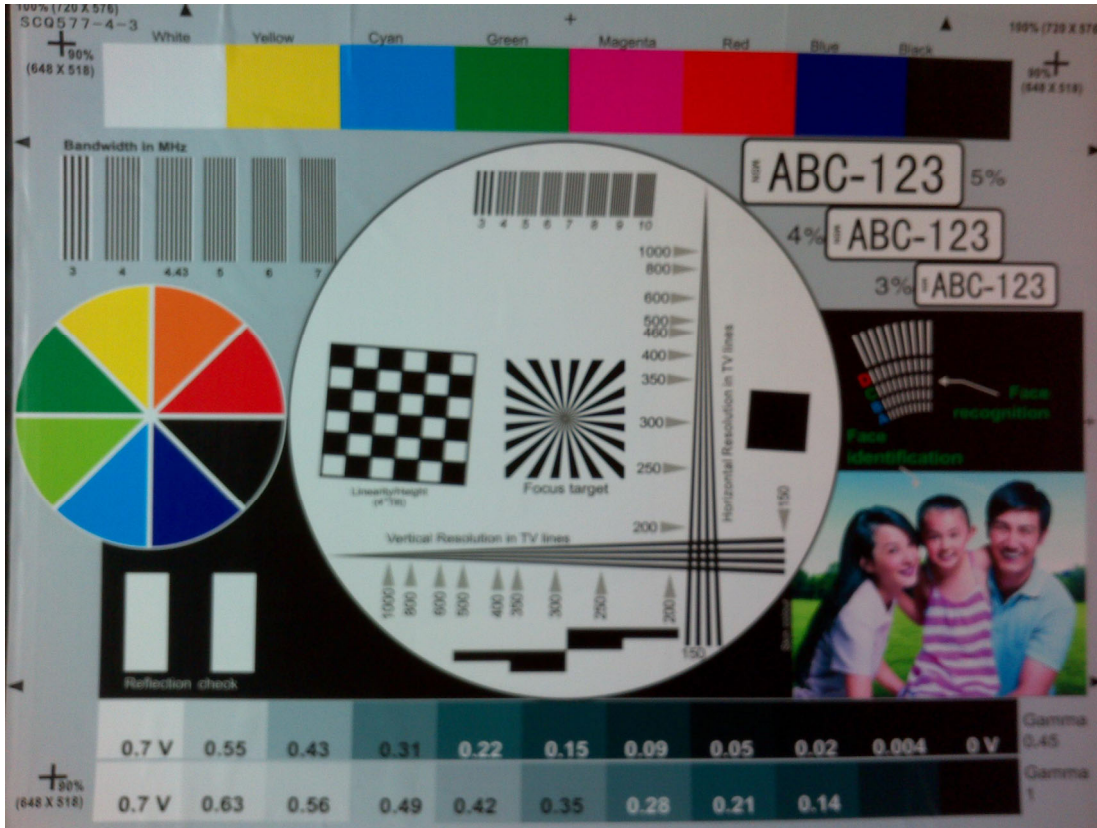 100% (720 X 576)
SCQ577-4-3
100% (720 X 576
90%
(648 X 518)
White Yellow Cyan Green Magenta Red Blue Black
90%
(648 X 518)
Bandwidth in MHz
3 4 4.43 5 6 7
3 4 5 6 7 8 9 10
ABC-123 5%
4% ABC-123
3% ABC-123
1000
800
600
500
460
400
350
300
250
200
Horizontal Resolution in TV lines
150
Face
recognition
Face
identification
D
C
B
A
Linearity/Height
Focus target
Vertical Resolution in TV lines
1000 800 600 500 400 350 300 250 200
150
Reflection check
0.7 V 0.55 0.43 0.31 0.22 0.15 0.09 0.05 0.02 0.004 0 V
Gamma
0.45
0.7 V 0.63 0.56 0.49 0.42 0.35 0.28 0.21 0.14
Gamma
1
90%
(648 X 518)